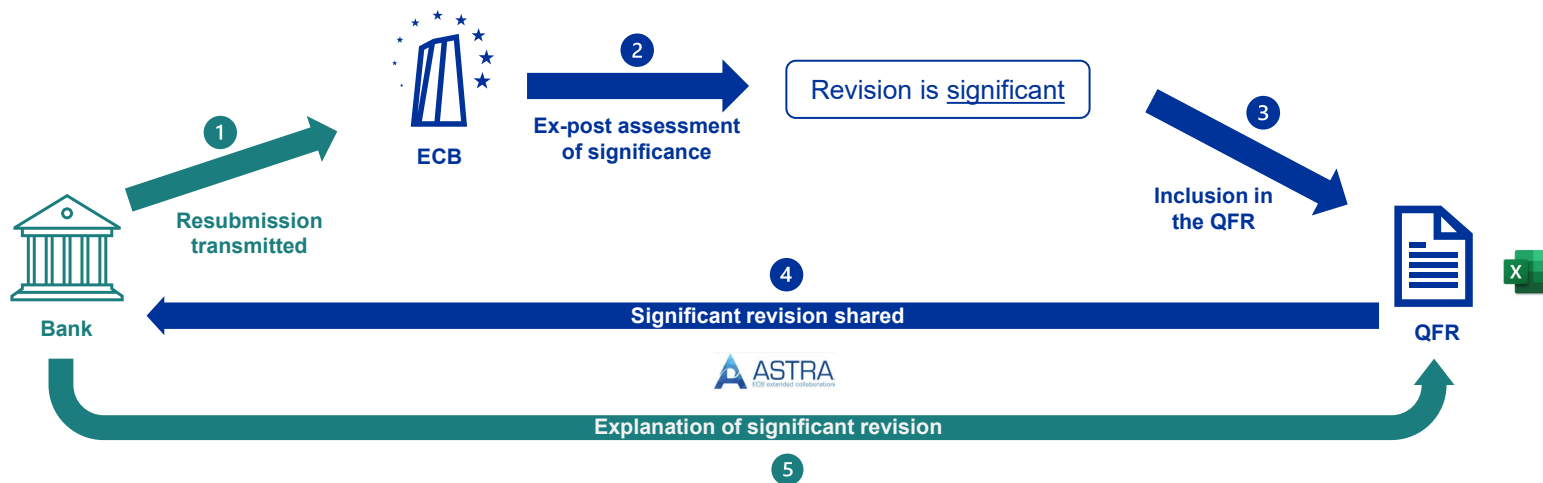 1
2
3
ECB
Ex-post assessment
of significance
Revision is significant
Resubmission
transmitted
Inclusion in
the QFR
Bank
4
Significant revision shared
X
QFR
ASTRA
ECB extended collaboration
Explanation of significant revision
5